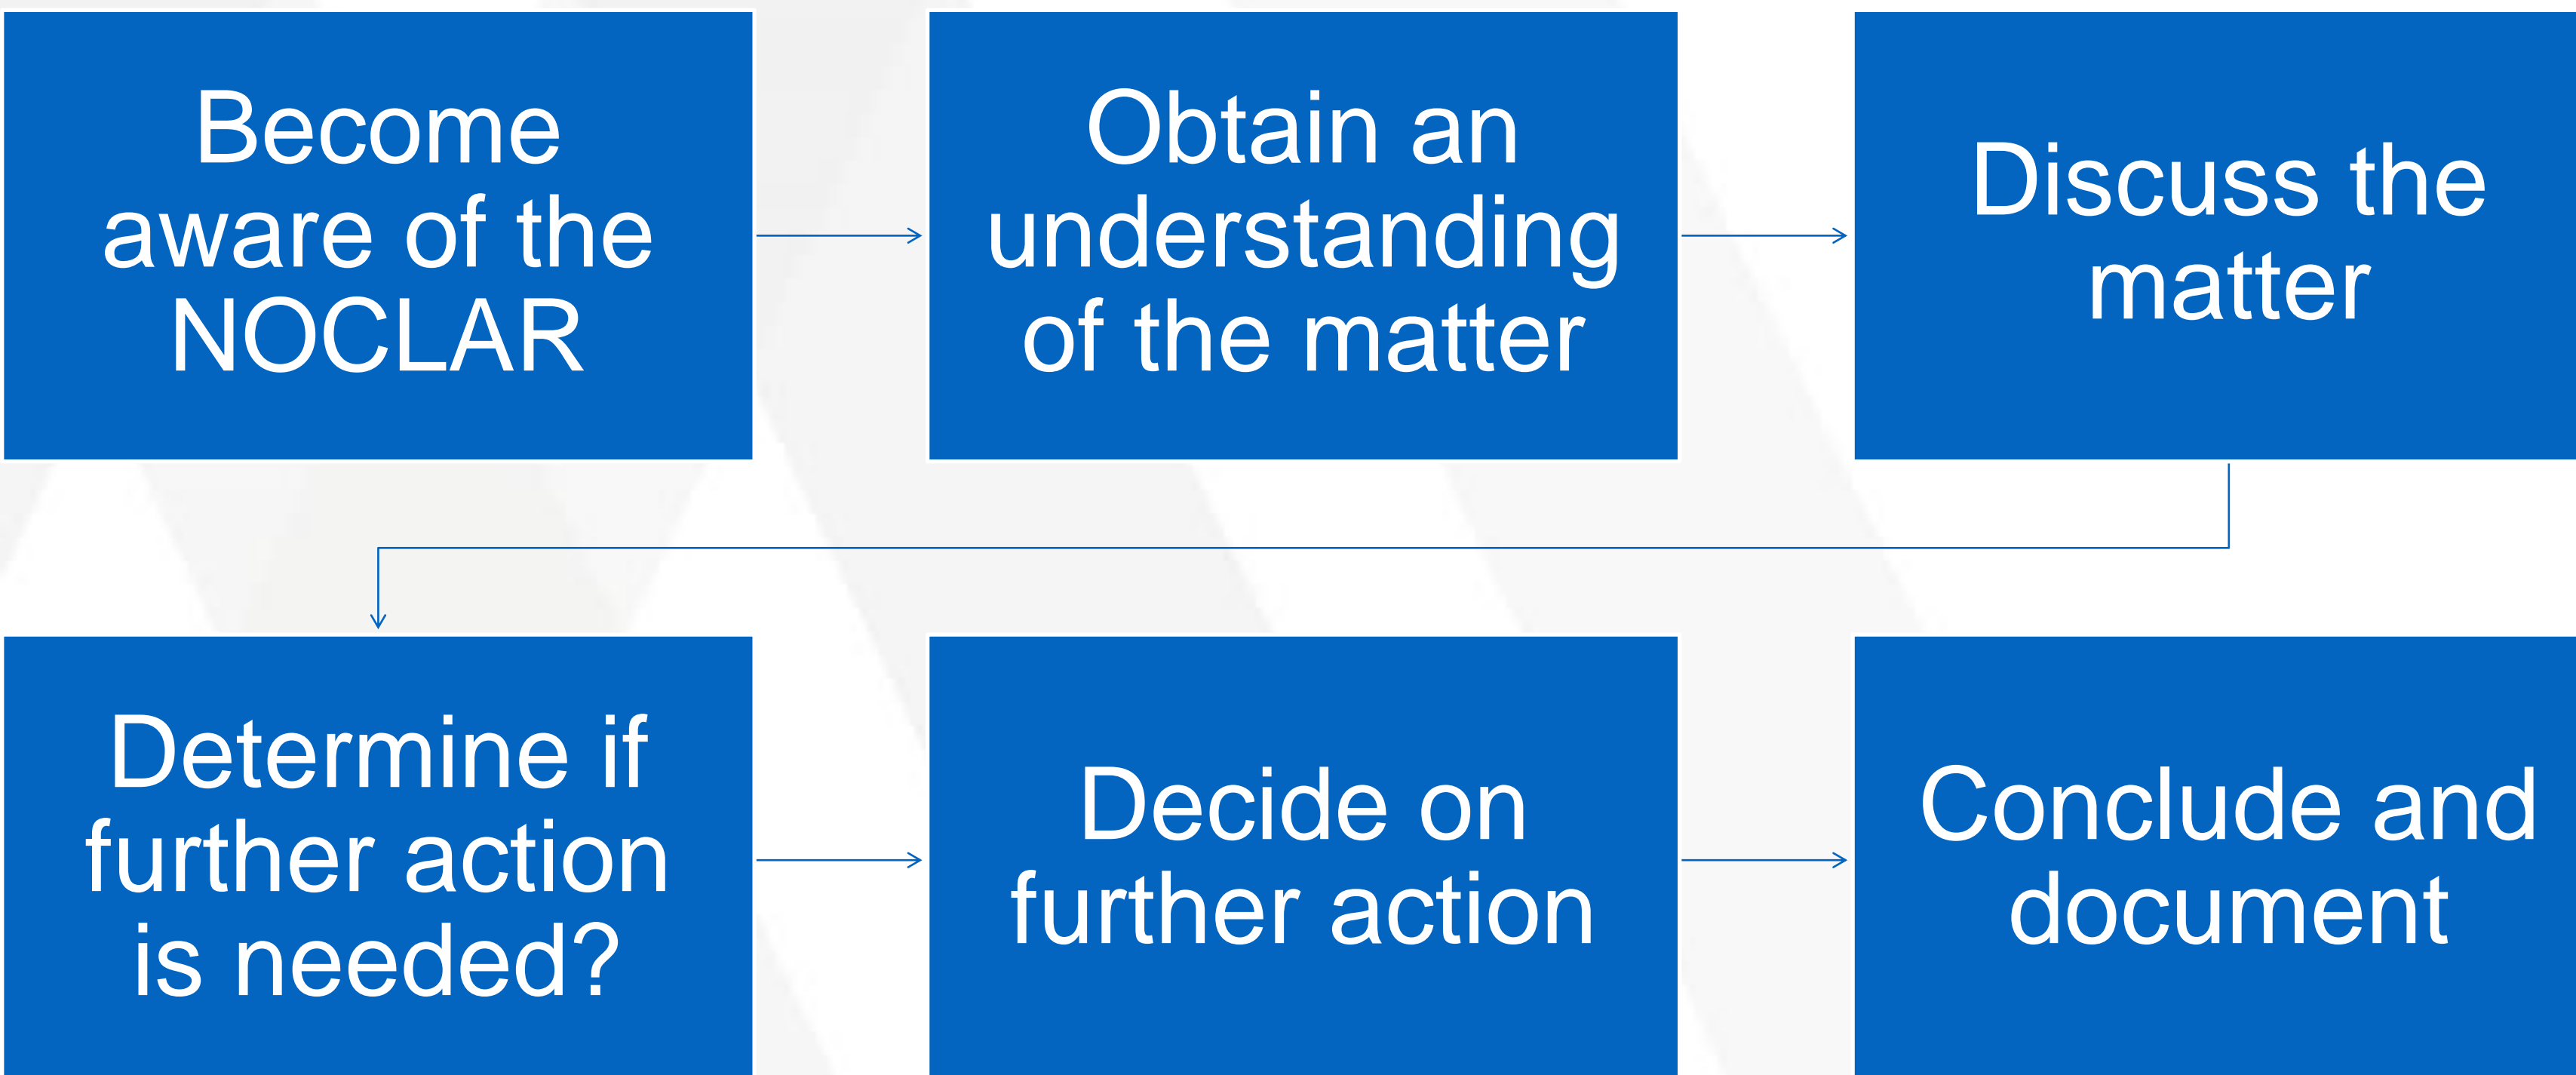 Become
aware of the
NOCLAR
Obtain an
understanding
of the matter
Discuss the
matter
Determine if
further action
is needed?
Decide on
further action
Conclude and
document